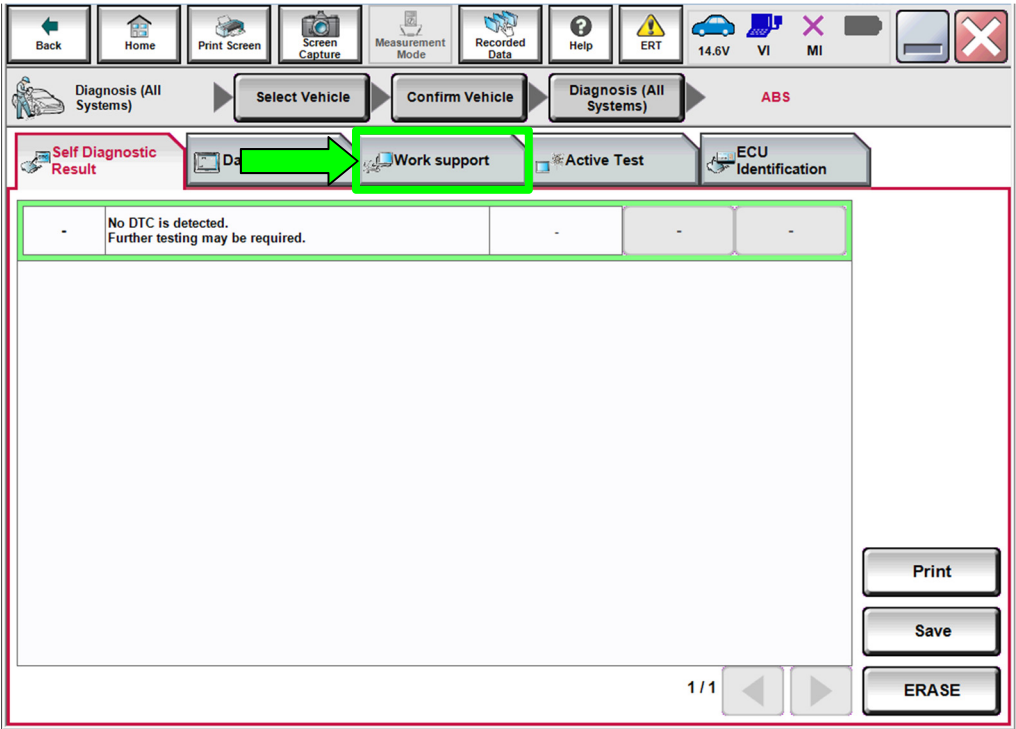 Back
Home
Print Screen
Screen
Capture
Measurement
Mode
Recorded
Data
Help
ERT
14.6V
VI
MI
Diagnosis (All
Systems)
Select Vehicle
Confirm Vehicle
Diagnosis (All
Systems)
ABS
Self Diagnostic
Result
Da
Work support
Active Test
ECU
Identification
-
No DTC is detected.
Further testing may be required.
-
-
-
Print
Save
1/1
ERASE